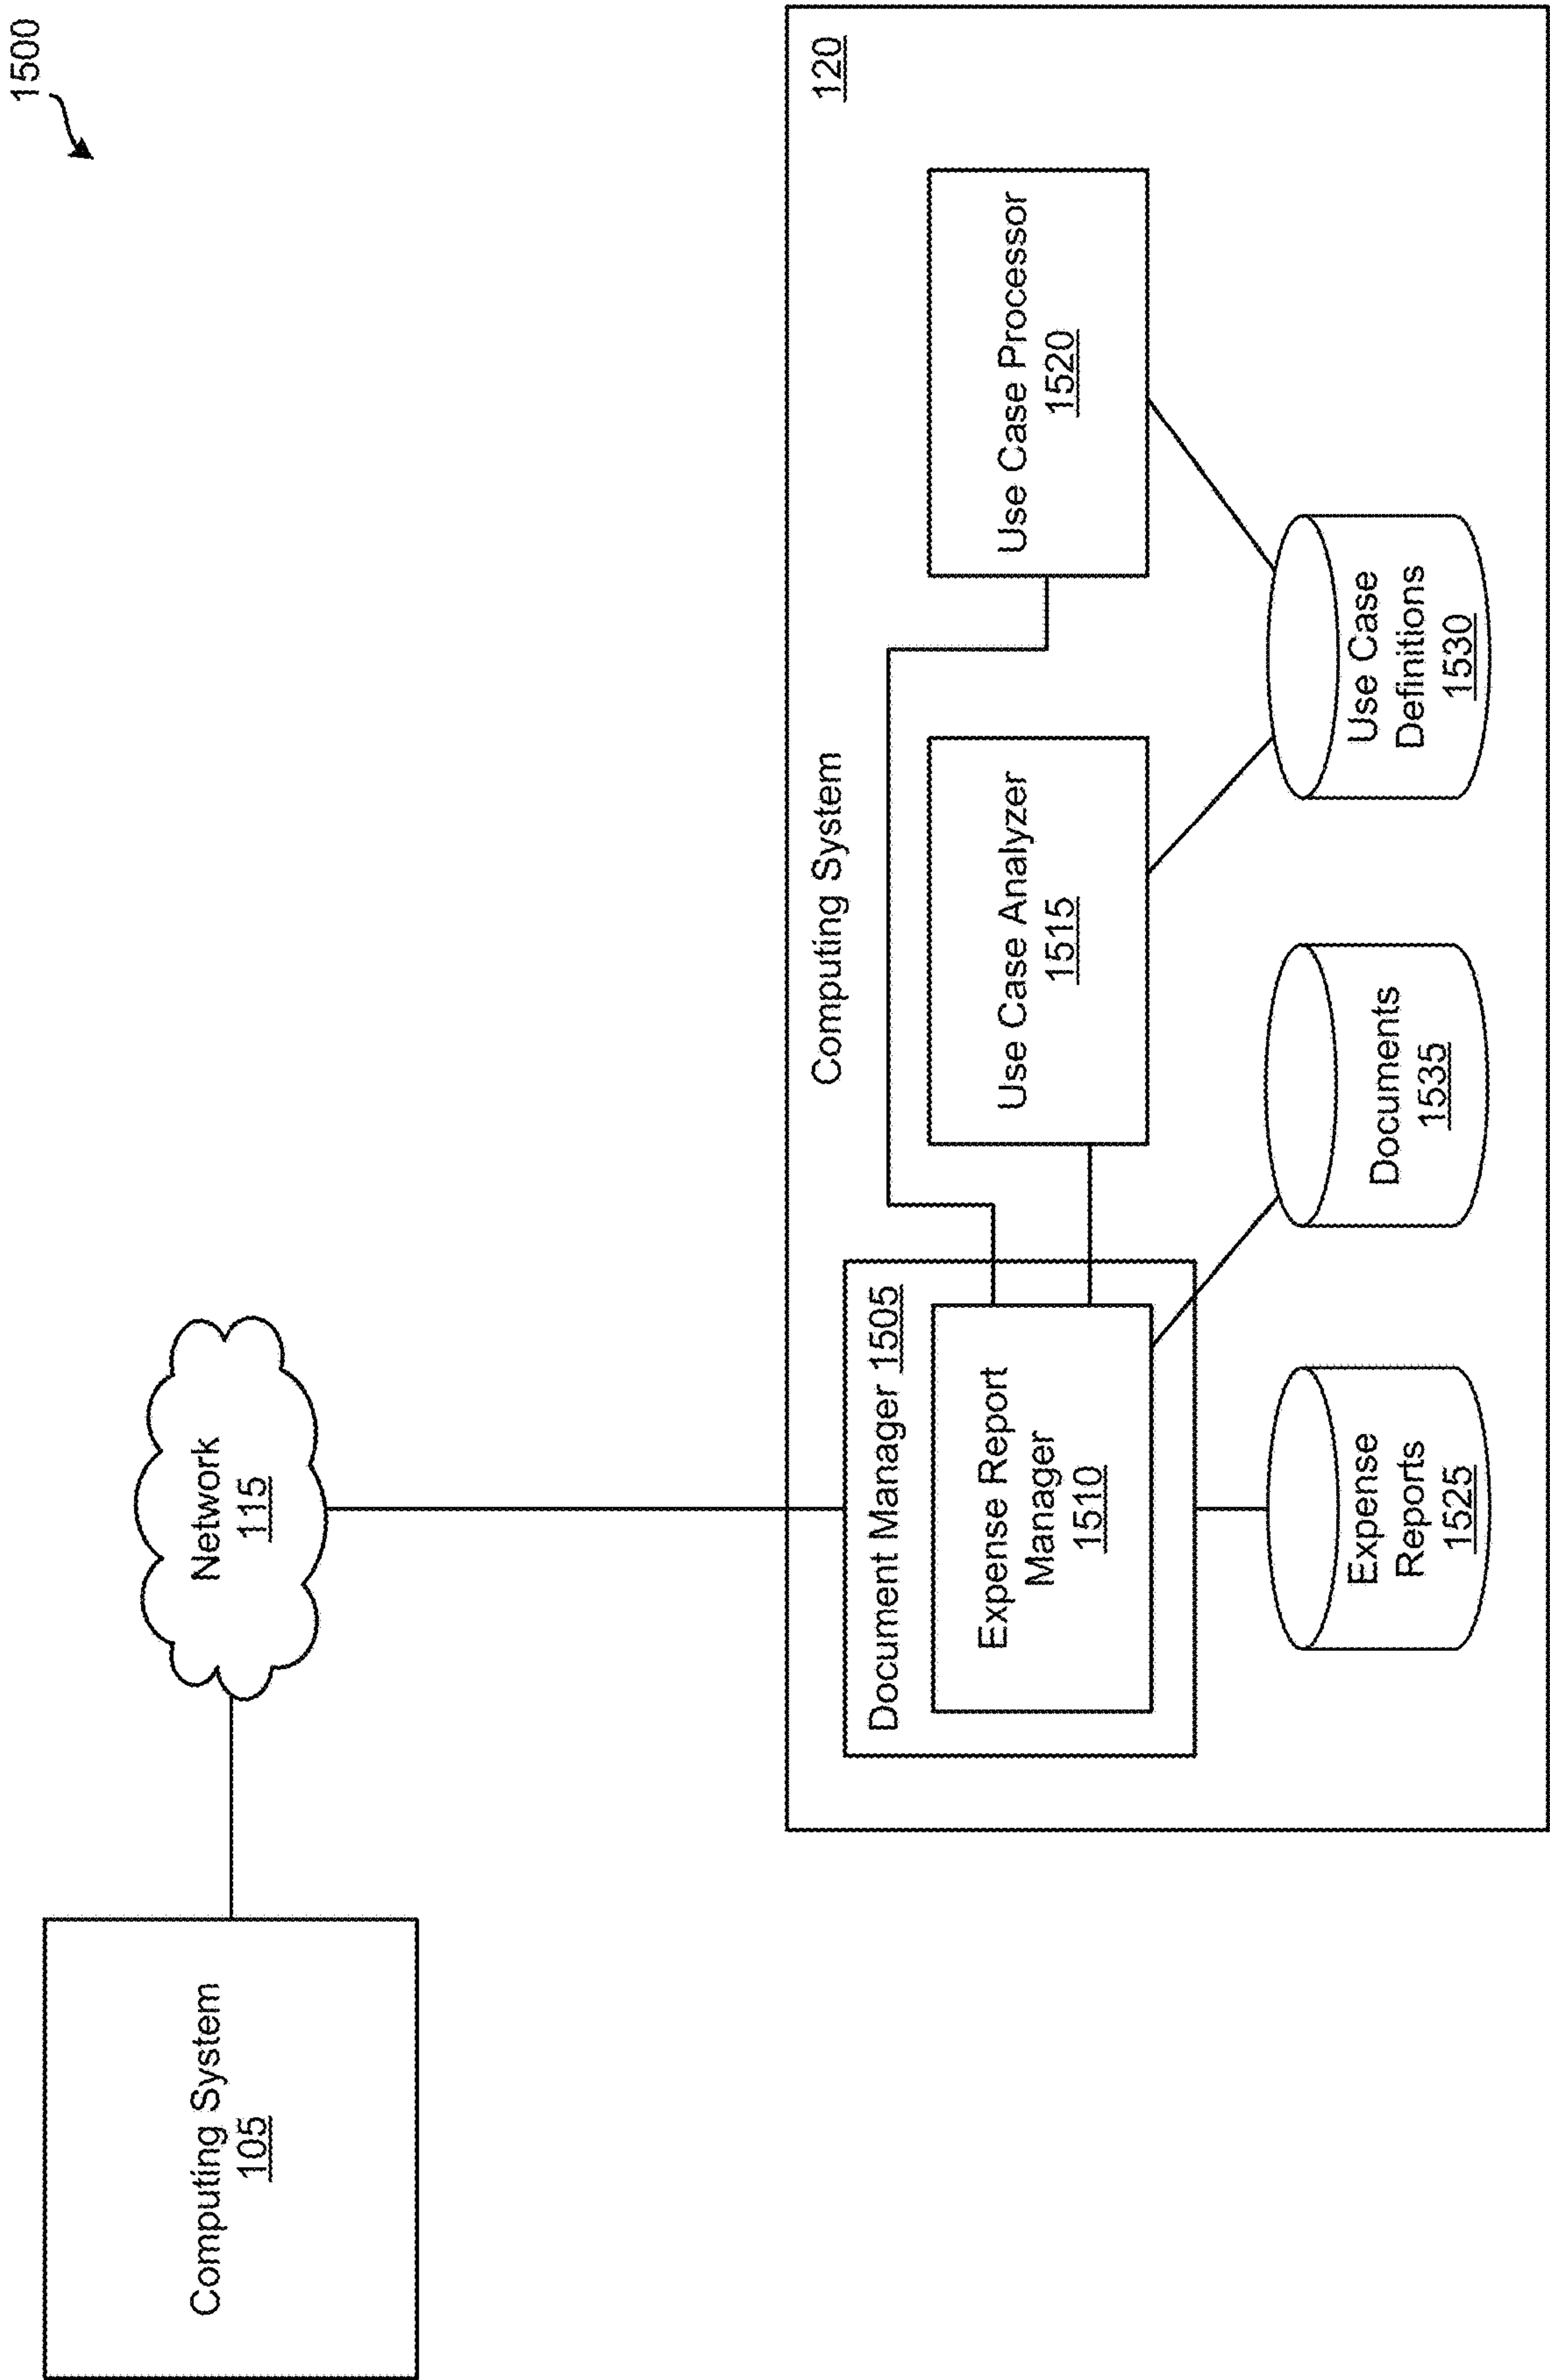 1500
Computing System
105
Network
115
Computing System
120
Document Manager 1505
Expense Report
Manager
1510
Use Case Analyzer
1515
Use Case Processor
1520
Expense
Reports
1525
Documents
1535
Use Case
Definitions
1530